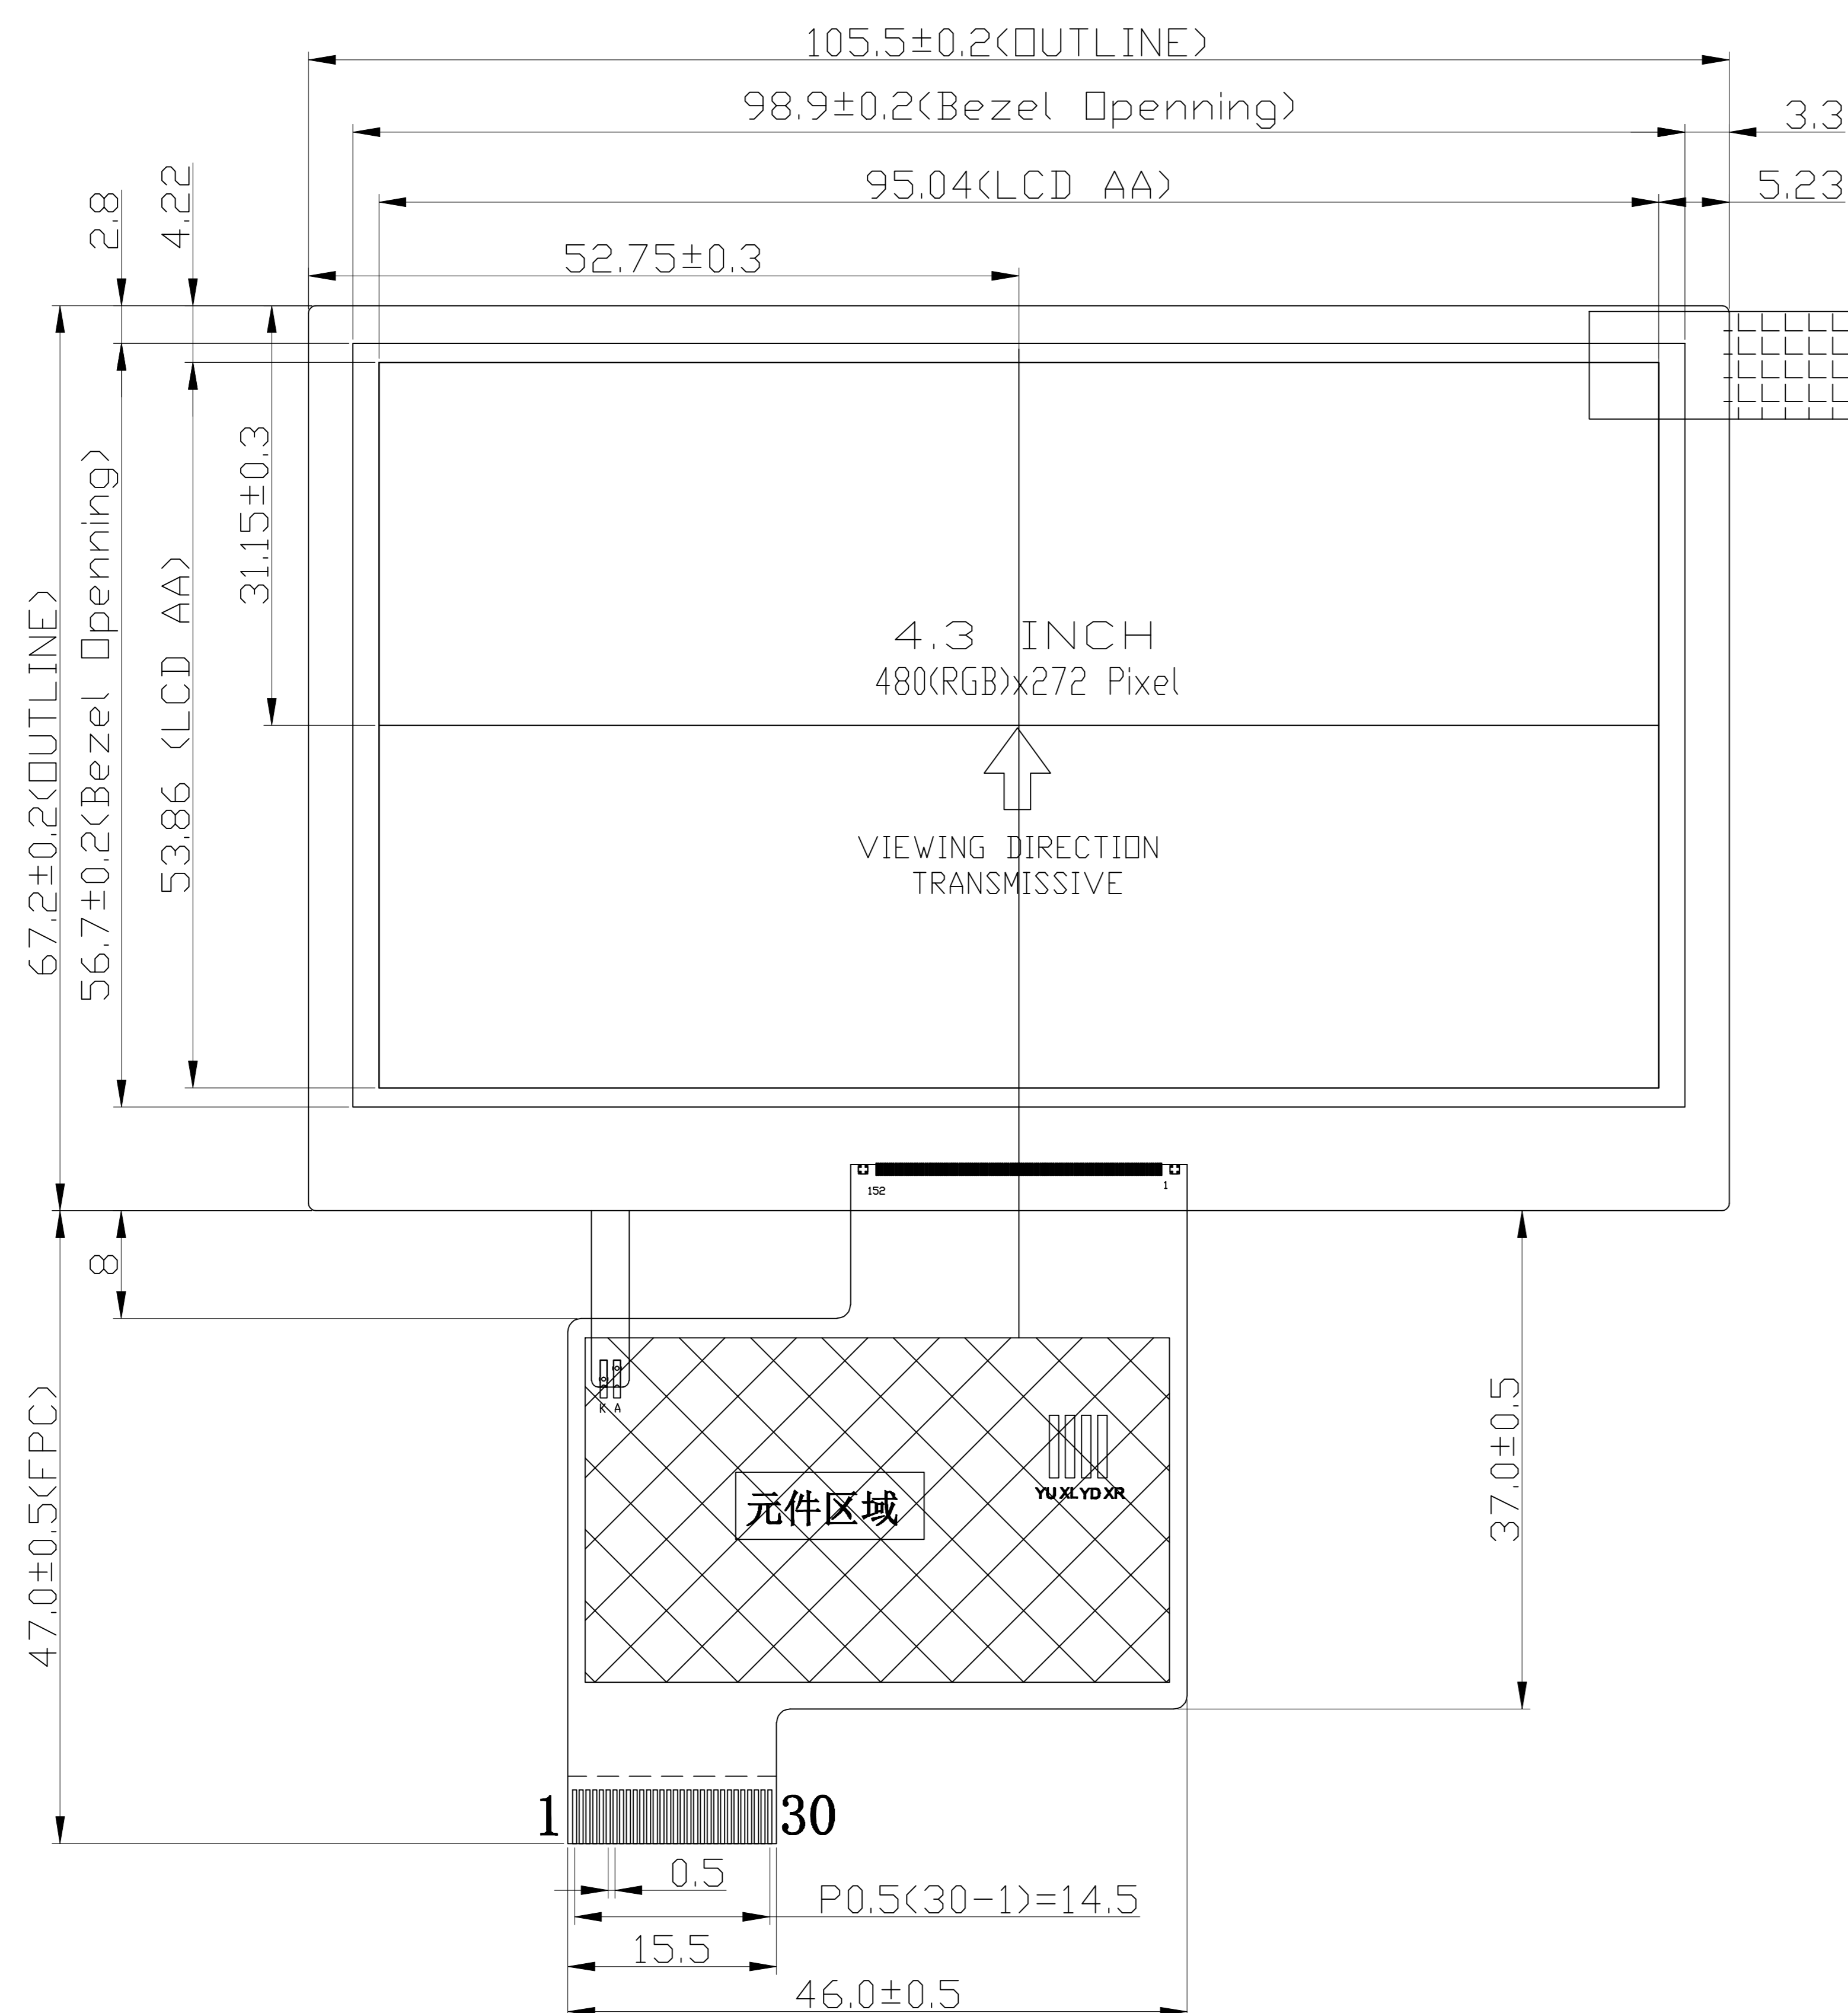 105.5±0.2(OUTLINE)
98.9±0.2(Bezel Openning)
3.3
95.04(LCD AA)
5.23
2.8
4.22
52.75±0.3
31.15±0.3
67.2±0.2(OUTLINE)
56.7±0.2(Bezel Openning)
53.86 (LCD AA)
4.3 INCH
480(RGB)x272 Pixel
VIEWING DIRECTION
TRANSMISSIVE
152
1
8
K A
47.0±0.5(FPC)
37.0±0.5
YU XL YD XR
元件区域
1
30
0.5
P0.5(30-1)=14.5
15.5
46.0±0.5